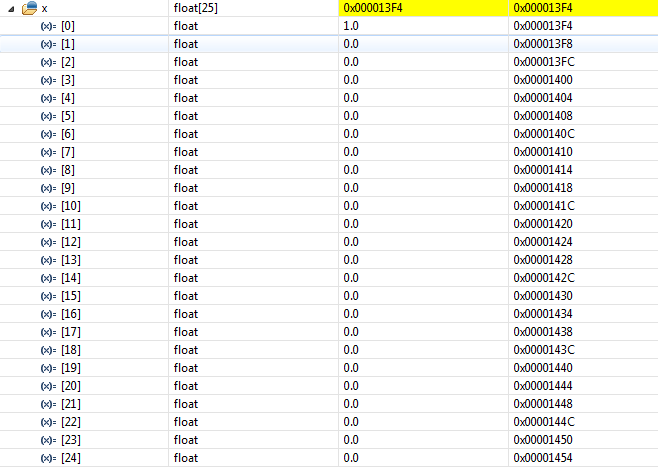 x float[25] 0x000013F4 0x000013F4
(x)= [0] float 1.0 0x000013F4
(x)= [1] float 0.0 0x000013F8
(x)= [2] float 0.0 0x000013FC
(x)= [3] float 0.0 0x00001400
(x)= [4] float 0.0 0x00001404
(x)= [5] float 0.0 0x00001408
(x)= [6] float 0.0 0x0000140C
(x)= [7] float 0.0 0x00001410
(x)= [8] float 0.0 0x00001414
(x)= [9] float 0.0 0x00001418
(x)= [10] float 0.0 0x0000141C
(x)= [11] float 0.0 0x00001420
(x)= [12] float 0.0 0x00001424
(x)= [13] float 0.0 0x00001428
(x)= [14] float 0.0 0x0000142C
(x)= [15] float 0.0 0x00001430
(x)= [16] float 0.0 0x00001434
(x)= [17] float 0.0 0x00001438
(x)= [18] float 0.0 0x0000143C
(x)= [19] float 0.0 0x00001440
(x)= [20] float 0.0 0x00001444
(x)= [21] float 0.0 0x00001448
(x)= [22] float 0.0 0x0000144C
(x)= [23] float 0.0 0x00001450
(x)= [24] float 0.0 0x00001454